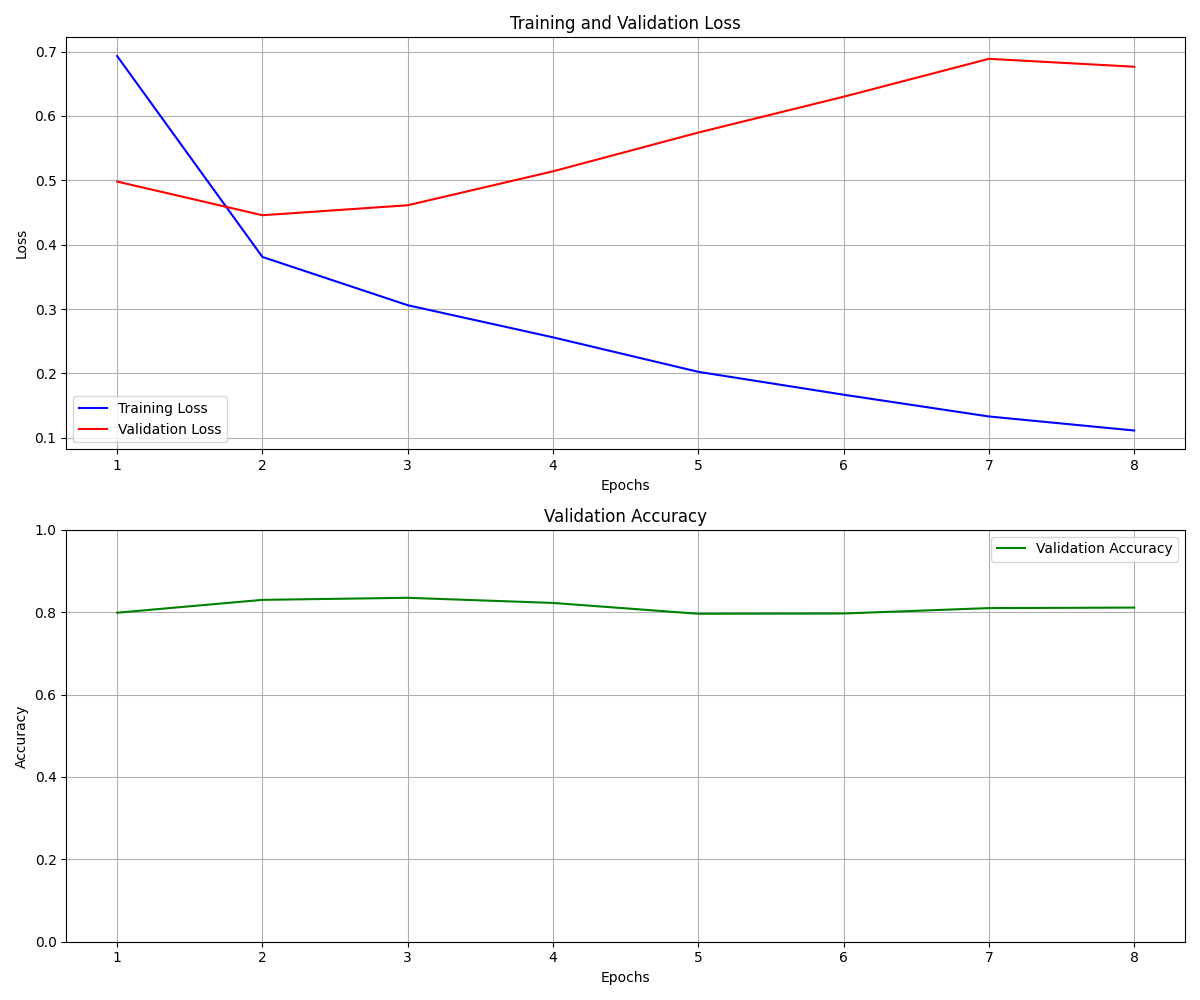 Training and Validation Loss
0.7
0.6
0.5
0.4
0.3
0.2
0.1
Loss
Training Loss
Validation Loss
1 2 3 4 5 6 7 8
Epochs
Validation Accuracy
1.0
0.8
0.6
0.4
0.2
0.0
Accuracy
Validation Accuracy
1 2 3 4 5 6 7 8
Epochs